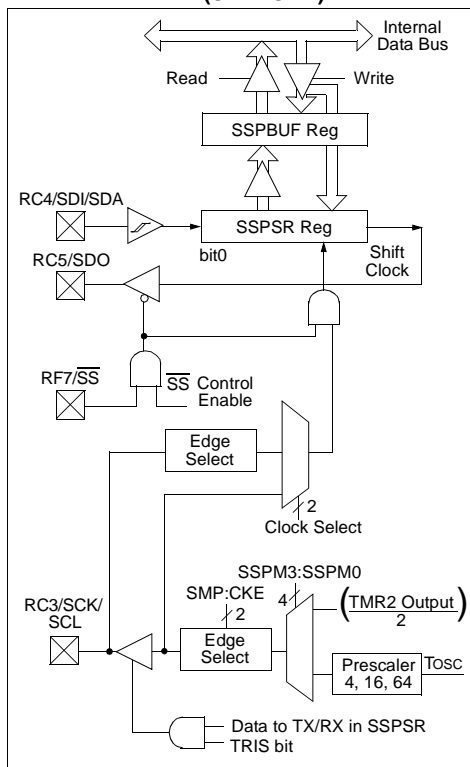 Internal
Data Bus
Read
Write
SSPBUF Reg
RC4/SDI/SDA
SSPSR Reg
bit0
Shift
Clock
RC5/SDO
RF7/SS
SS Control
Enable
Edge
Select
2
Clock Select
SSPM3:SSPM0
SMP:CKE
4
(TMR2 Output)
2
2
RC3/SCK/
SCL
Edge
Select
Prescaler
4, 16, 64
TOSC
Data to TX/RX in SSPSR
TRIS bit